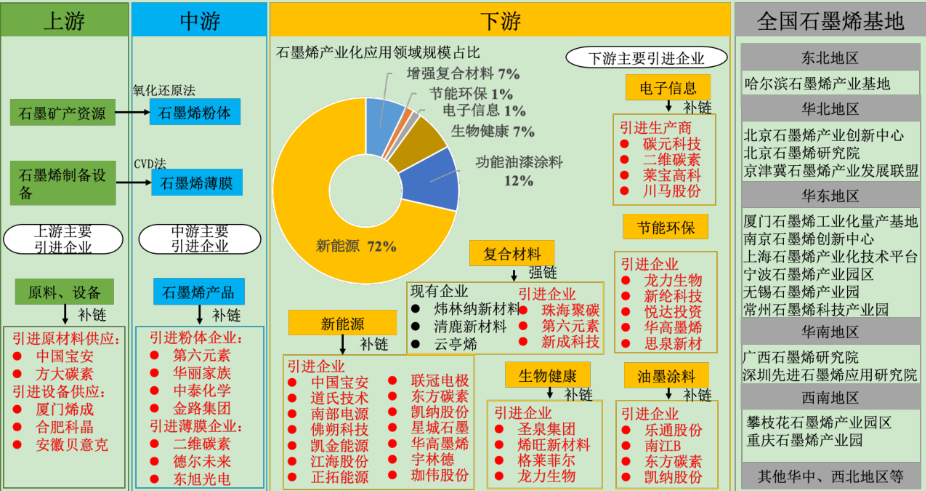 上游
石墨矿产资源
石墨烯制备设
备
上游主要
引进企业
原料、设备
补链
引进原材料供应:
中国宝安
方大碳素
引进设备供应:
厦门烯成
合肥科晶
安徽贝意克
中游
氧化还原法
石墨烯粉体
CVD法
石墨烯薄膜
中游主要
引进企业
石墨烯产品
补链
引进粉体企业:
第六元素
华丽家族
中泰化学
金路集团
引进薄膜企业:
二维碳素
德尔未来
东旭光电
下游
石墨烯产业化应用领域规模占比
增强复合材料 7%
节能环保 1%
电子信息 1%
生物健康 7%
功能油漆涂料
12%
新能源 72%
下游主要引进企业
电子信息
补链
引进生产商
碳元科技
二维碳素
莱宝高科
川马股份
节能环保
引进企业
龙力生物
新纶科技
悦达投资
华高墨烯
思泉新材
复合材料
强链
现有企业
炜林纳新材料
清鹿新材料
云亭烯
引进企业
珠海聚碳
第六元素
新成科技
新能源
补链
引进企业
中国宝安
道氏技术
南部电源
佛朔科技
凯金能源
江海股份
正拓能源
联冠电极
东方碳素
凯纳股份
星城石墨
华高墨烯
宇林德
珈伟股份
生物健康
补链
引进企业
圣泉集团
烯旺新材料
格莱菲尔
龙力生物
油墨涂料
补链
引进企业
乐通股份
南江B
东方碳素
凯纳股份
全国石墨烯基地
东北地区
哈尔滨石墨烯产业基地
华北地区
北京石墨烯产业创新中心
北京石墨烯研究院
京津冀石墨烯产业发展联盟
华东地区
厦门石墨烯工业化量产基地
南京石墨烯创新中心
上海石墨烯产业化技术平台
宁波石墨烯产业园区
无锡石墨烯产业园
常州石墨烯科技产业园
华南地区
广西石墨烯研究院
深圳先进石墨烯应用研究院
西南地区
攀枝花石墨烯产业园区
重庆石墨烯产业园
其他华中、西北地区等